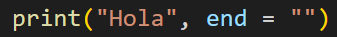 print("Hola", end = "")